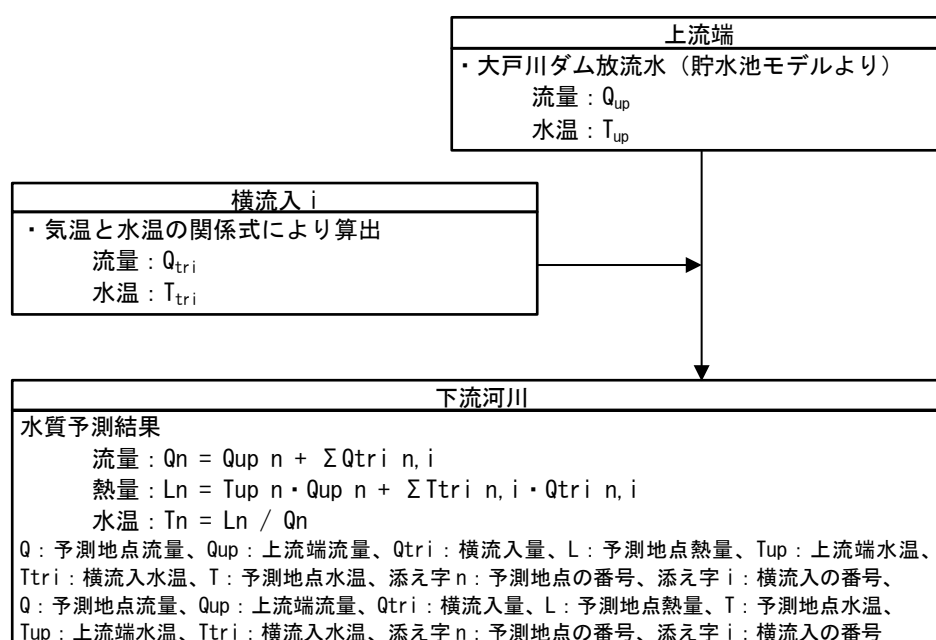 上流端
・大戸川ダム放流水（貯水池モデルより）
流量：Qup
水温：Tup
横流入 i
・気温と水温の関係式により算出
流量：Qtri
水温：Ttri
下流河川
水質予測結果
流量：Qn = Qup n + ΣQtri n,i
熱量：Ln = Tup n・Qup n + ΣTtri n,i・Qtri n,i
水温：Tn = Ln / Qn
Q：予測地点流量、Qup：上流端流量、Qtri：横流入量、L：予測地点熱量、Tup：上流端水温、
Ttri：横流入水温、T：予測地点水温、添え字 n：予測地点の番号、添え字 i：横流入の番号、
Q：予測地点流量、Qup：上流端流量、Qtri：横流入量、L：予測地点熱量、T：予測地点水温、
Tup：上流端水温、Ttri：横流入水温、添え字 n：予測地点の番号、添え字 i：横流入の番号